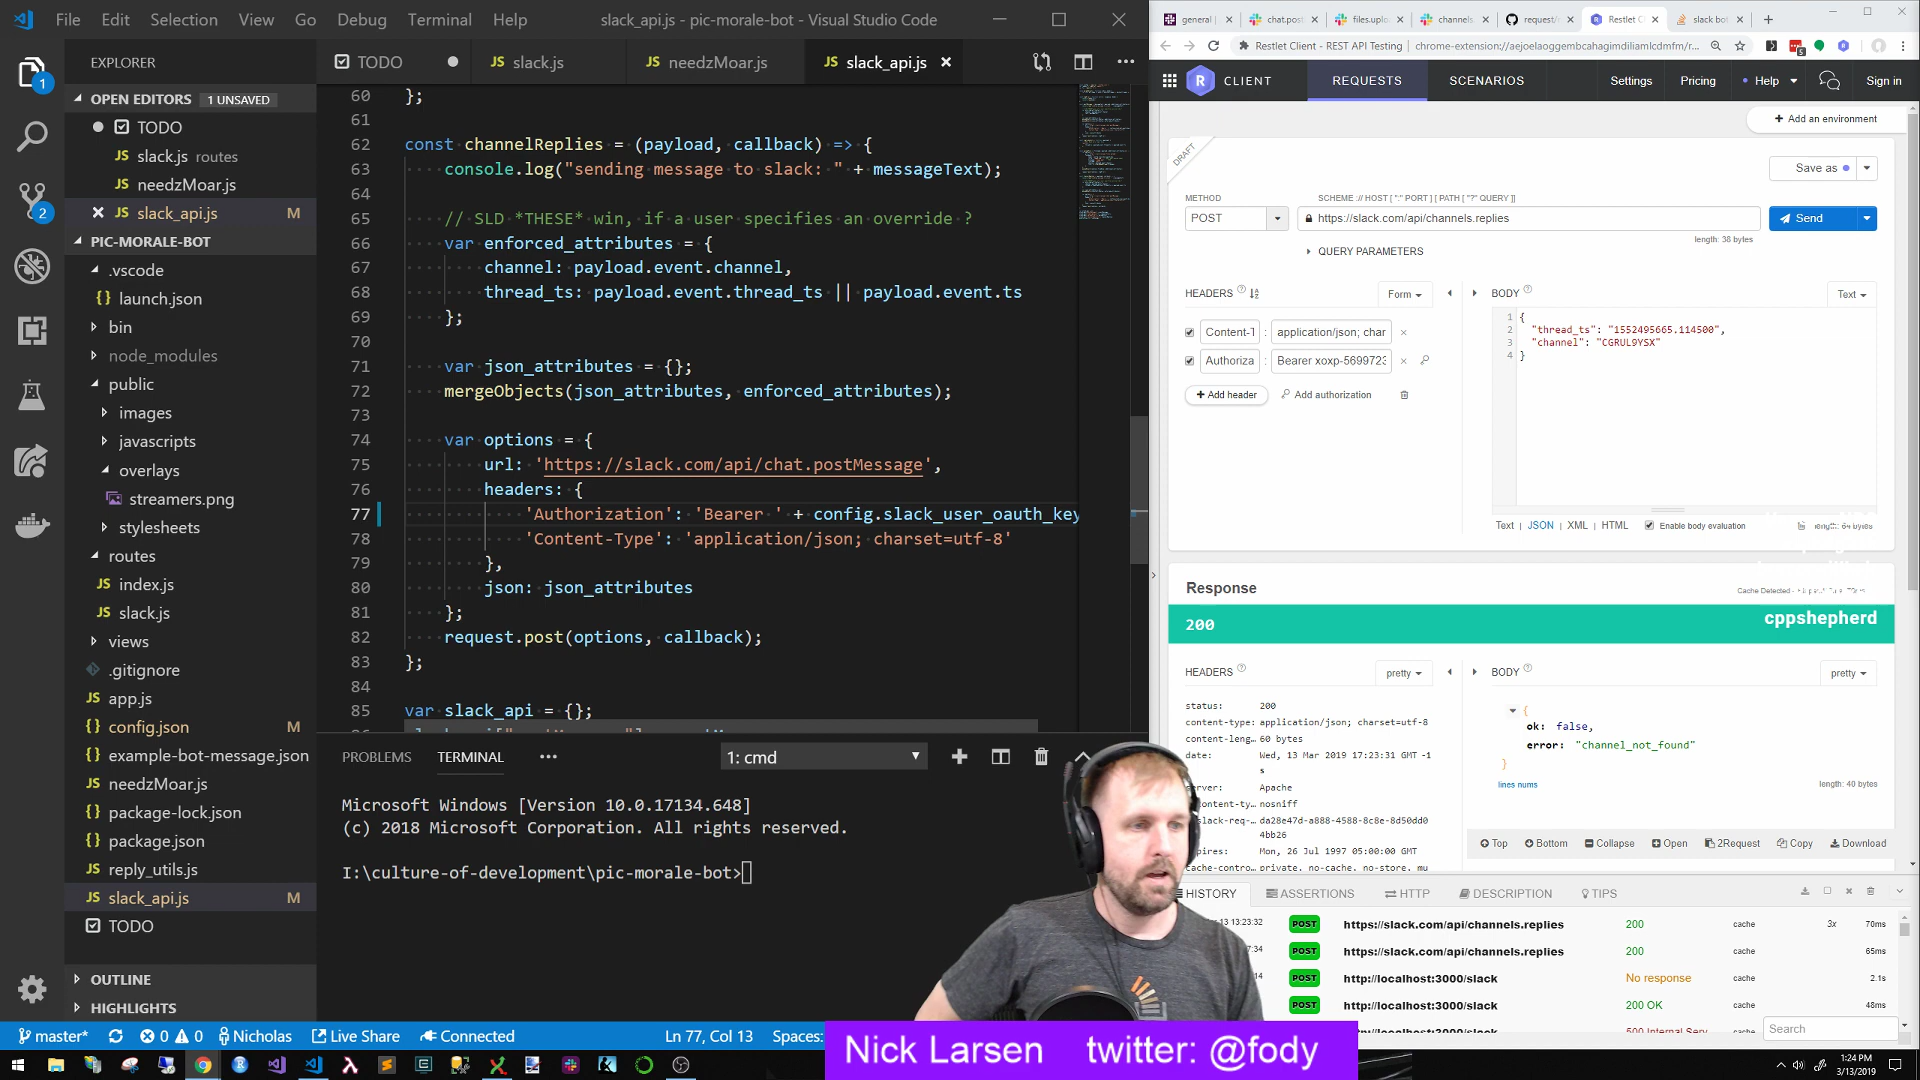 File Edit Selection View Go Debug Terminal Help
slack_api.js - pic-morale-bot - Visual Studio Code
EXPLORER
OPEN EDITORS 1 UNSAVED
TODO
JS slack.js routes
JS needzMoar.js
JS slack_api.js M
PIC-MORALE-BOT
.vscode
{} launch.json
bin
node_modules
public
images
javascripts
overlays
streamers.png
stylesheets
routes
JS index.js
JS slack.js
views
.gitignore
JS app.js
{} config.json M
{} example-bot-message.json
JS needzMoar.js
{} package-lock.json
{} package.json
JS reply_utils.js
JS slack_api.js M
TODO
OUTLINE
HIGHLIGHTS
1
2
TODO
JS slack.js
JS needzMoar.js
JS slack_api.js
60 };
61
62 const channelReplies = (payload, callback) => {
63 console.log("sending message to slack: " + messageText);
64
65 // SLD *THESE* win, if a user specifies an override ?
66 var enforced_attributes = {
67 channel: payload.event.channel,
68 thread_ts: payload.event.thread_ts || payload.event.ts
69 };
70
71 var json_attributes = {};
72 mergeObjects(json_attributes, enforced_attributes);
73
74 var options = {
75 url: 'https://slack.com/api/chat.postMessage',
76 headers: {
77 'Authorization': 'Bearer ' + config.slack_user_oauth_key
78 'Content-Type': 'application/json; charset=utf-8'
79 },
80 json: json_attributes
81 };
82 request.post(options, callback);
83 };
84
85 var slack_api = {};
PROBLEMS TERMINAL
1: cmd
Microsoft Windows [Version 10.0.17134.648]
(c) 2018 Microsoft Corporation. All rights reserved.
I:\culture-of-development\pic-morale-bot>
master* 0 0 Nicholas Live Share Connected Ln 77, Col 13 Spaces:
general chat.pos files.uplo channels. request/ Restlet C slack bot
Restlet Client - REST API Testing chrome-extension://aejoelaoggembcahagimdiliamlcdmfm/r...
R CLIENT REQUESTS SCENARIOS Settings Pricing Help Sign in
Add an environment
DRAFT
Save as
METHOD SCHEME :// HOST [ ":" PORT ] [ PATH [ "?" QUERY ]]
POST https://slack.com/api/channels.replies Send
length: 38 bytes
QUERY PARAMETERS
HEADERS Form BODY Text
Content-T : application/json; char
Authoriza : Bearer xoxp-5699723
+ Add header Add authorization
1 {
2 "thread_ts": "1552495665.114500",
3 "channel": "CGRUL9YSX"
4 }
Text | JSON | XML | HTML Enable body evaluation length: 64 bytes
Response
Cache Detected
200
cppshepherd
HEADERS pretty BODY pretty
status: 200
content-type: application/json; charset=utf-8
content-leng... 60 bytes
date: Wed, 13 Mar 2019 17:23:31 GMT -1
s
server: Apache
nosniff
da28e47d-a888-4588-8c8e-8d50dd0
4bb26
Mon, 26 Jul 1997 05:00:00 GMT
cache-contro... private, no-cache, no-store, mu
{
ok: false,
error: "channel_not_found"
}
lines nums
length: 40 bytes
Top Bottom Collapse Open 2Request Copy Download
HISTORY ASSERTIONS HTTP DESCRIPTION TIPS
13 13:23:32 POST https://slack.com/api/channels.replies 200 cache 3x 70ms
POST https://slack.com/api/channels.replies 200 cache 65ms
POST http://localhost:3000/slack No response cache 2.1s
POST http://localhost:3000/slack 200 OK cache 48ms
500 Internal Serv
Search
Nick Larsen twitter: @fody
1:24 PM
3/13/2019